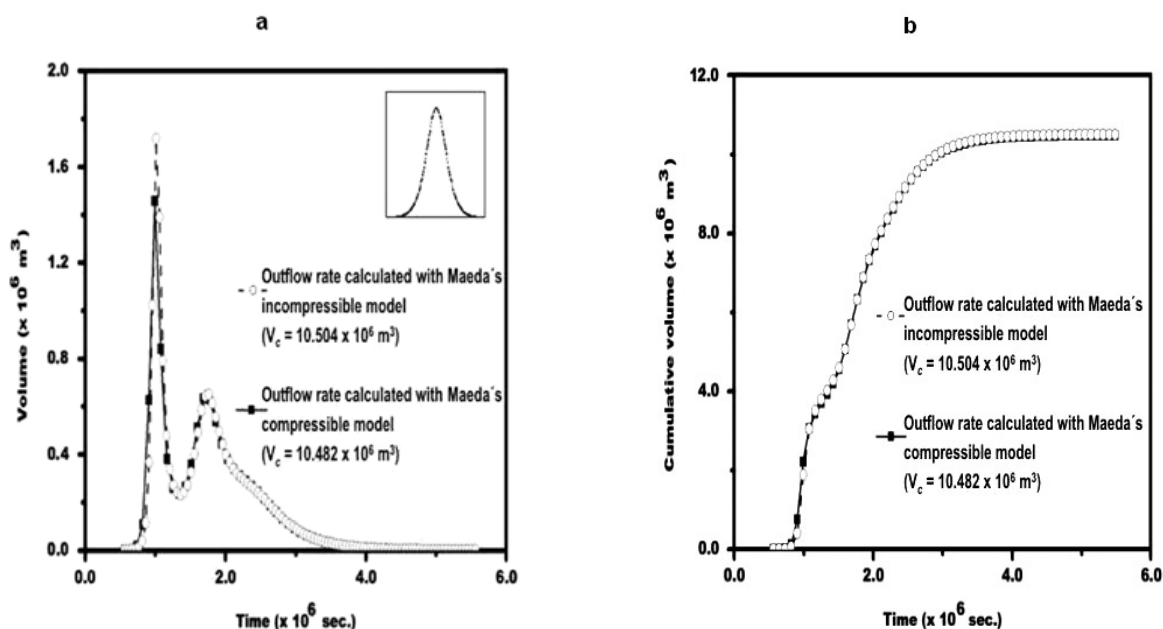 a
2.0
1.6
1.2
0.8
0.4
0.0
Volume (x 10⁶ m³)
Outflow rate calculated with Maeda´s
incompressible model
(V꜀ = 10.504 x 10⁶ m³)
Outflow rate calculated with Maeda´s
compressible model
(V꜀ = 10.482 x 10⁶ m³)
0.0 2.0 4.0 6.0
Time (x 10⁶ sec.)
b
12.0
8.0
4.0
0.0
Cumulative volume (x 10⁶ m³)
Outflow rate calculated with Maeda´s
incompressible model
(V꜀ = 10.504 x 10⁶ m³)
Outflow rate calculated with Maeda´s
compressible model
(V꜀ = 10.482 x 10⁶ m³)
0.0 2.0 4.0 6.0
Time (x 10⁶ sec.)